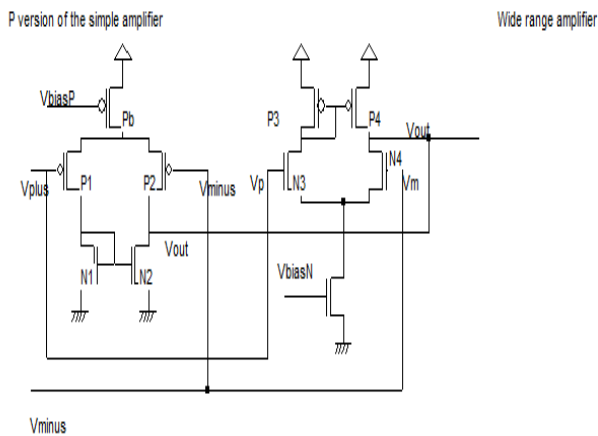 P version of the simple amplifier
Wide range amplifier
VbiasP
Pb
P3
P4
Vout
Vplus
P1
P2
Vminus
Vp
N3
N4
Vm
N1
N2
Vout
VbiasN
Vminus